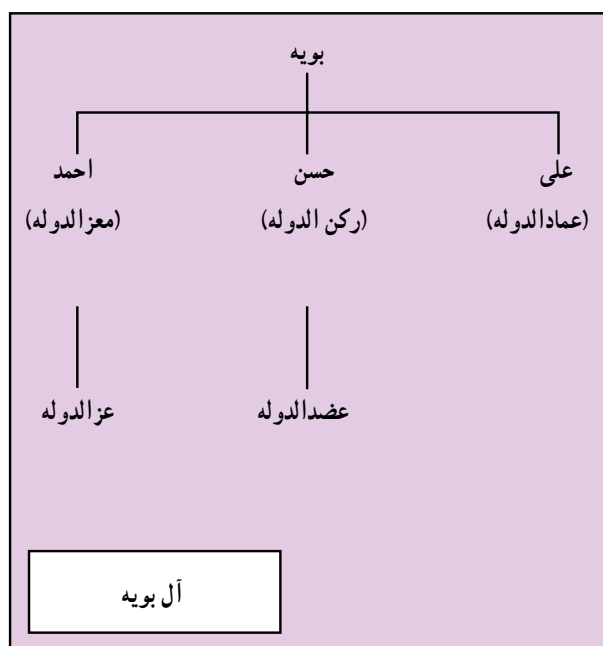 بویه
علی حسن احمد
(عمادالدوله) (رکن الدوله) (معزالدوله)
عضدالدوله عزالدوله
آل بویه